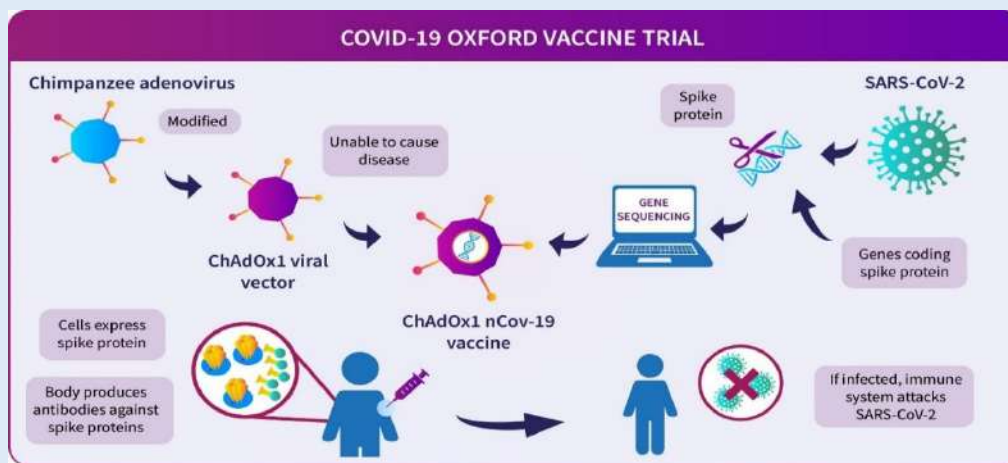 COVID-19 OXFORD VACCINE TRIAL
Chimpanzee adenovirus
Modified
Unable to cause
disease
ChAdOx1 viral
vector
ChAdOx1 nCov-19
vaccine
SARS-CoV-2
Spike
protein
GENE
SEQUENCING
Genes coding
spike protein
Cells express
spike protein
Body produces
antibodies against
spike proteins
If infected, immune
system attacks
SARS-CoV-2